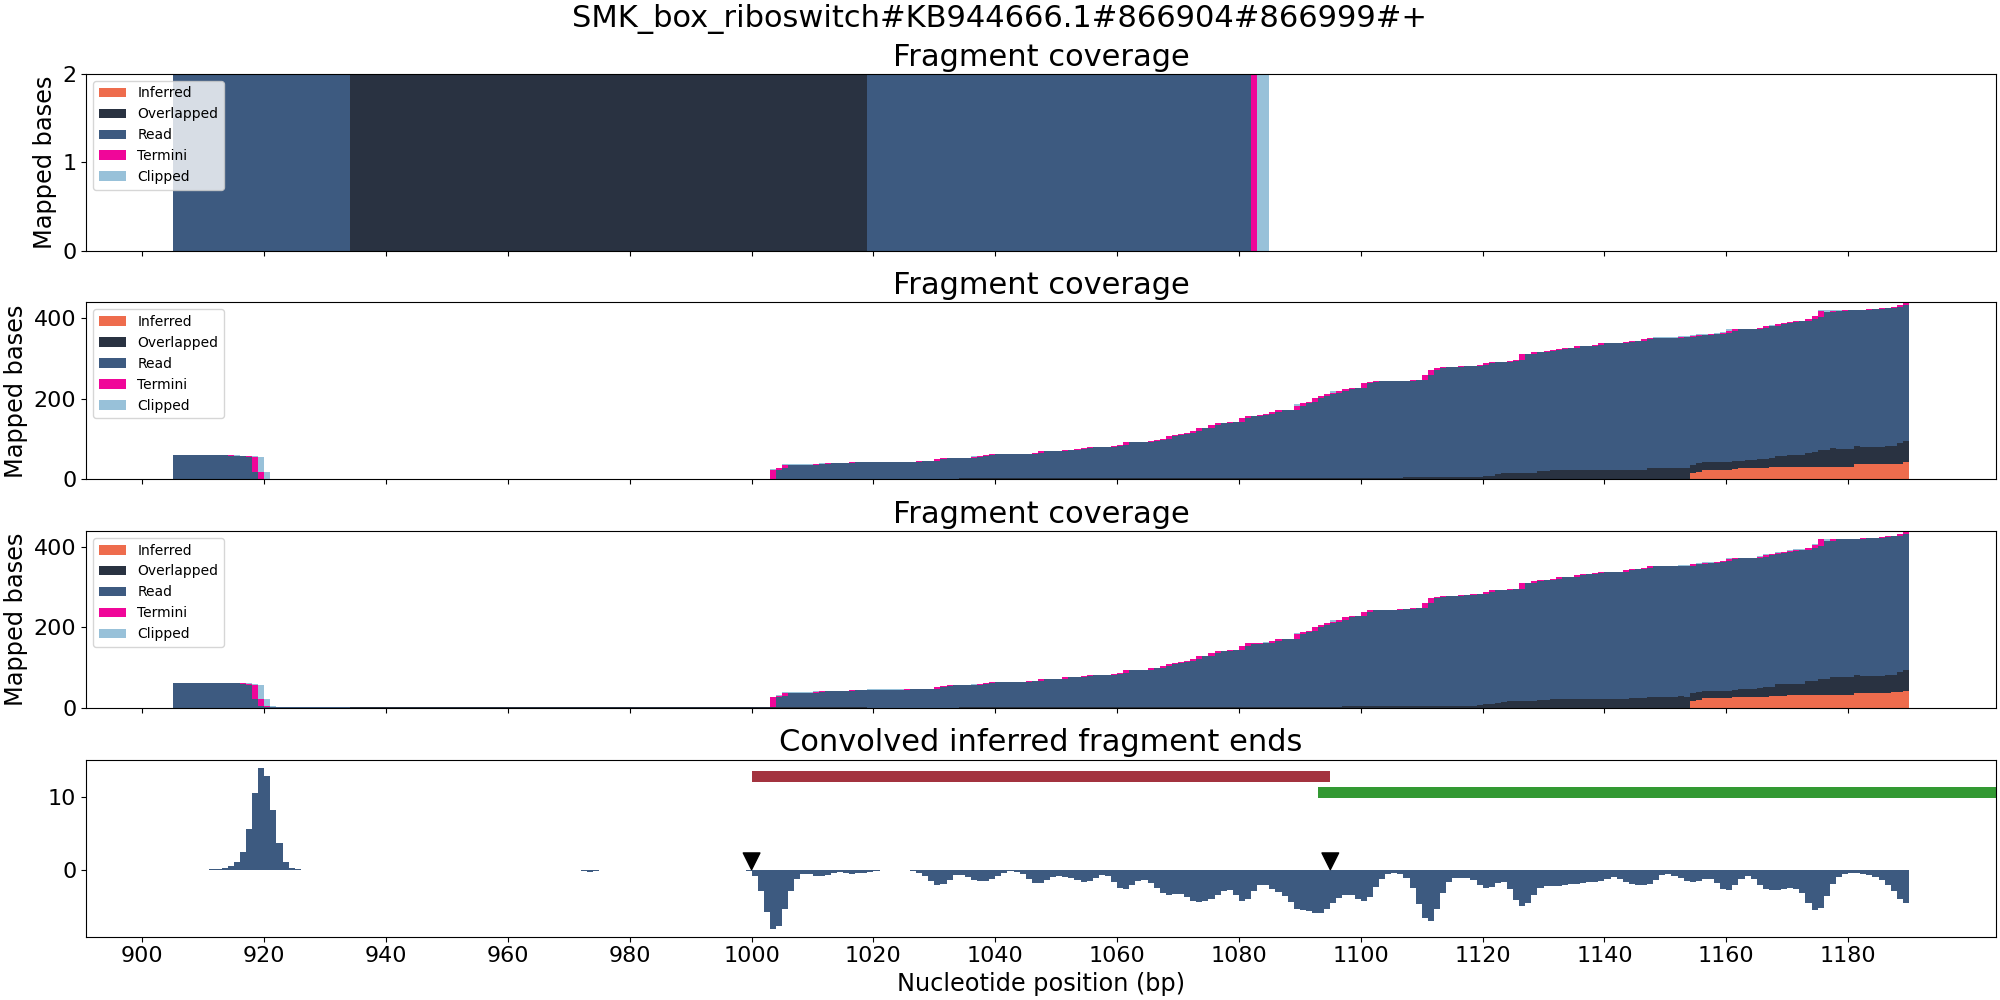 SMK_box_riboswitch#KB944666.1#866904#866999#+
Fragment coverage
Mapped bases
2
1
0
Inferred
Overlapped
Read
Termini
Clipped
Fragment coverage
Mapped bases
400
200
0
Inferred
Overlapped
Read
Termini
Clipped
Fragment coverage
Mapped bases
400
200
0
Inferred
Overlapped
Read
Termini
Clipped
Convolved inferred fragment ends
10
0
900 920 940 960 980 1000 1020 1040 1060 1080 1100 1120 1140 1160 1180
Nucleotide position (bp)